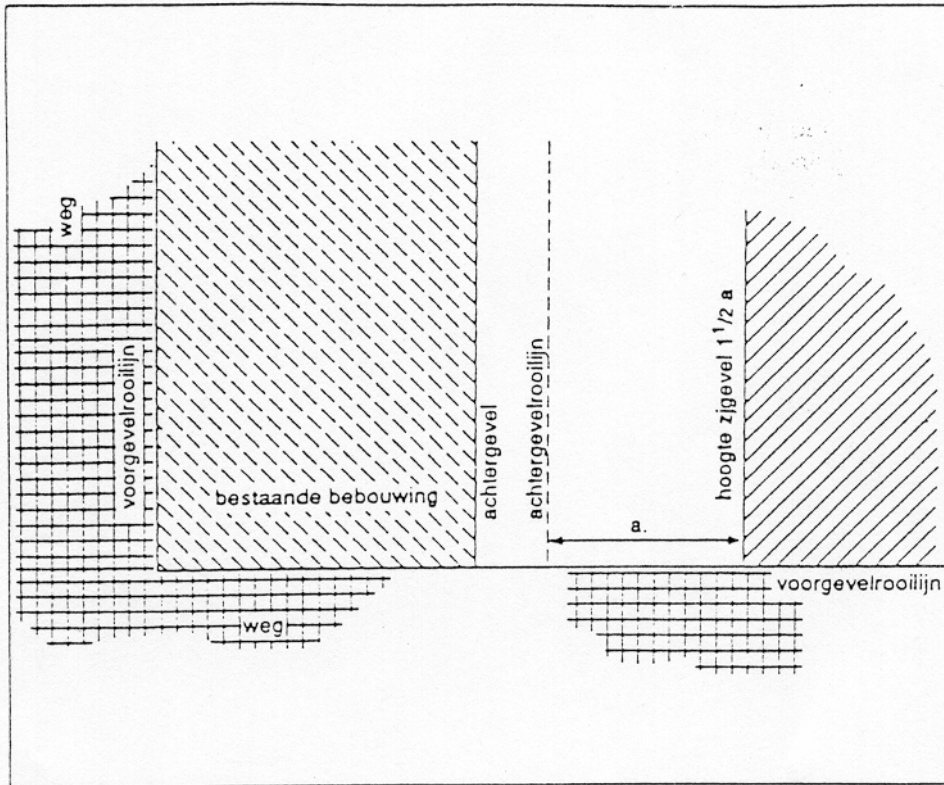 weg
voorgevelrooilijn
bestaande bebouwing
achtergevel
achtergevelrooilijn
hoogte zijgevel 1 1/2 a
a.
voorgevelrooilijn
weg